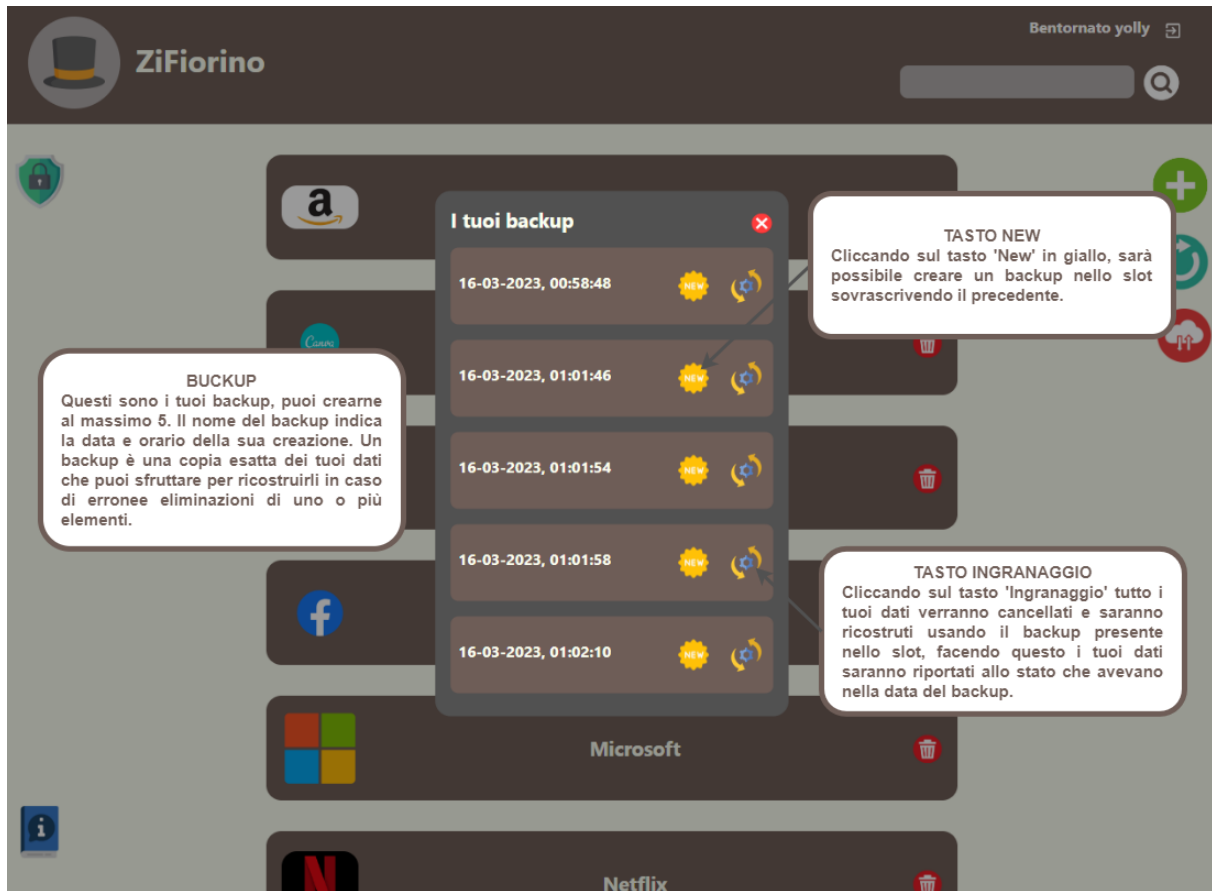 Bentornato yolly
ZiFiorino
a
I tuoi backup
TASTO NEW
Cliccando sul tasto 'New' in giallo, sarà
possibile creare un backup nello slot
sovrascrivendo il precedente.
16-03-2023, 00:58:48
NEW
Canva
16-03-2023, 01:01:46
NEW
BUCKUP
Questi sono i tuoi backup, puoi crearne
al massimo 5. Il nome del backup indica
la data e orario della sua creazione. Un
backup è una copia esatta dei tuoi dati
che puoi sfruttare per ricostruirli in caso
di erronee eliminazioni di uno o più
elementi.
16-03-2023, 01:01:54
NEW
16-03-2023, 01:01:58
NEW
TASTO INGRANAGGIO
Cliccando sul tasto 'Ingranaggio' tutto i
tuoi dati verranno cancellati e saranno
ricostruti usando il backup presente
nello slot, facendo questo i tuoi dati
saranno riportati allo stato che avevano
nella data del backup.
f
16-03-2023, 01:02:10
NEW
Microsoft
i
N
Netflix